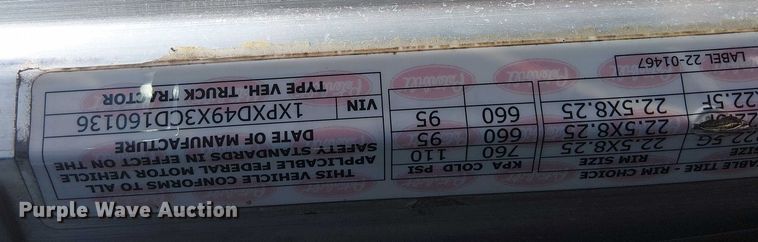 THIS VEHICLE CONFORMS TO ALL
APPLICABLE FEDERAL MOTOR VEHICLE
SAFETY STANDARDS IN EFFECT ON THE
DATE OF MANUFACTURE
VIN 1XPXD49X3CD160136
TYPE VEH. TRUCK TRACTOR
TIRE - RIM CHOICE
RIM SIZE KPA COLD PSI
22.5X8.25 760 110
22.5X8.25 660 95
22.5X8.25 660 95
LABEL 22-01467
Peterbilt
Purple Wave Auction